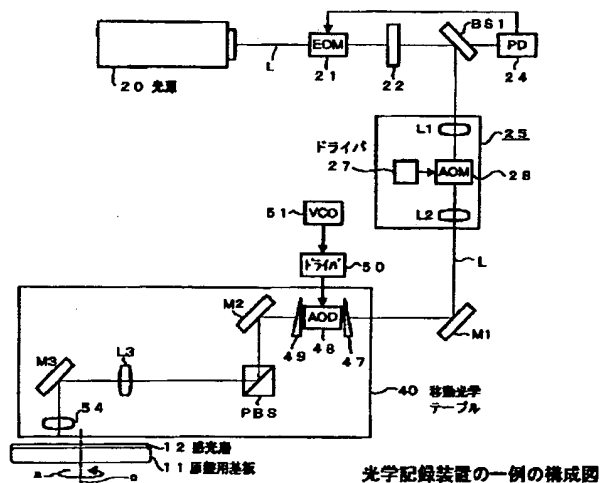 BS1
EOM
PD
L
20 光源
21
22
24
L1
25
ドライバ
27
AOM
28
51
VCO
L2
ドライバ
50
L
M2
AOD
M1
49
48
47
M3
L3
PBS
40 移動光学
テーブル
54
12 感光層
11 原盤用基板
a
光学記録装置の一例の構成図